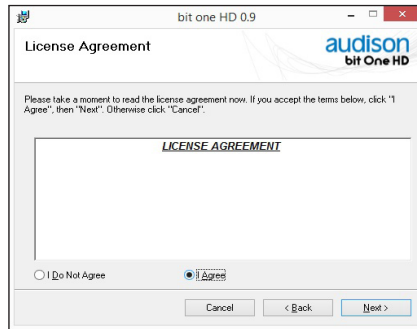 bit one HD 0.9
License Agreement
audison
bit One HD
Please take a moment to read the license agreement now. If you accept the terms below, click "I
Agree", then "Next". Otherwise click "Cancel".
LICENSE AGREEMENT
I Do Not Agree
I Agree
Cancel
< Back
Next >